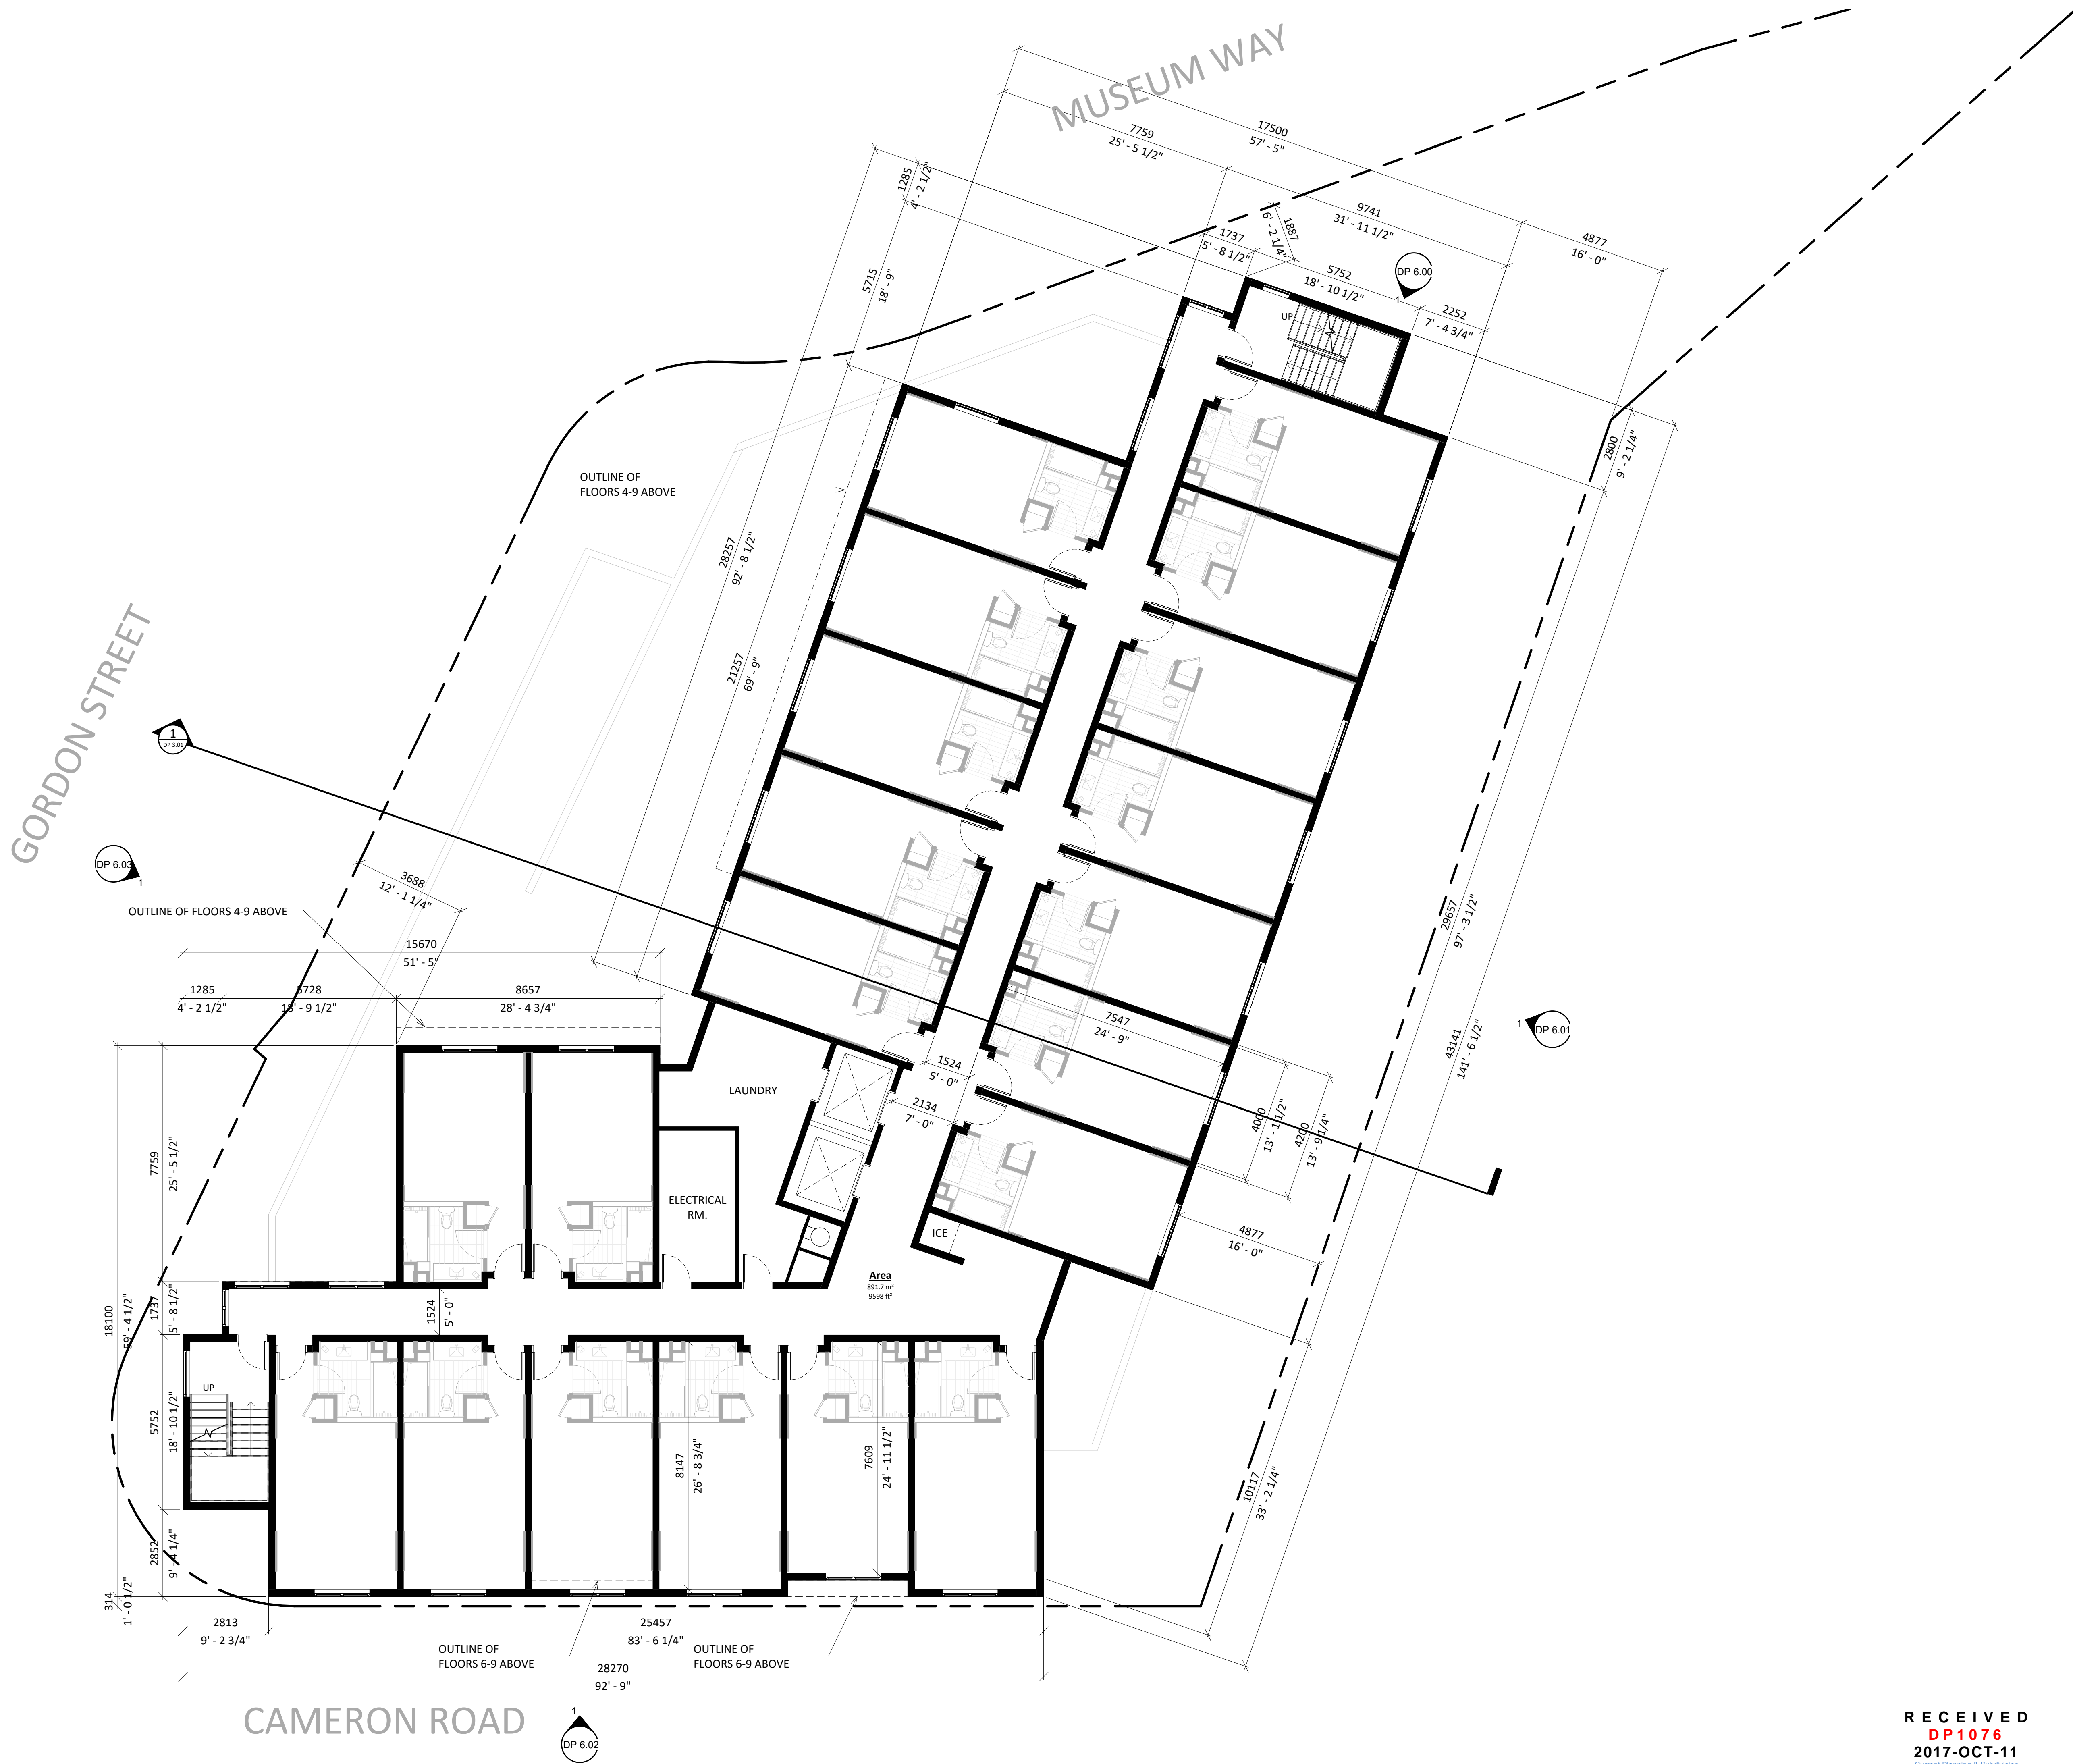 MUSEUM WAY
17500
57' - 5"
7759
25' - 5 1/2"
9741
31' - 11 1/2"
4877
16' - 0"
1285
4' - 2 1/2"
1887
6' - 2 1/4"
1737
5' - 8 1/2"
5752
18' - 10 1/2"
DP 6.00
1
2252
7' - 4 3/4"
5715
18' - 9"
UP
2800
9' - 2 1/4"
OUTLINE OF
FLOORS 4-9 ABOVE
28257
92' - 8 1/2"
21257
69' - 9"
GORDON STREET
1
DP 3.01
DP 6.03
1
3688
12' - 1 1/4"
OUTLINE OF FLOORS 4-9 ABOVE
15670
51' - 5"
1285
4' - 2 1/2"
5728
18' - 9 1/2"
8657
28' - 4 3/4"
29657
97' - 3 1/2"
43141
141' - 6 1/2"
1
DP 6.01
7547
24' - 9"
1524
5' - 0"
2134
7' - 0"
4000
13' - 1 1/2"
4200
13' - 9 1/4"
LAUNDRY
ELECTRICAL
RM.
ICE
4877
16' - 0"
Area
891.7 m²
9598 ft²
7759
25' - 5 1/2"
18100
59' - 4 1/2"
1737
5' - 8 1/2"
1524
5' - 0"
UP
5752
18' - 10 1/2"
8147
26' - 8 3/4"
7609
24' - 11 1/2"
10117
33' - 2 1/4"
2852
9' - 4 1/4"
314
1' - 0 1/2"
2813
9' - 2 3/4"
25457
83' - 6 1/4"
OUTLINE OF
FLOORS 6-9 ABOVE
OUTLINE OF
FLOORS 6-9 ABOVE
28270
92' - 9"
CAMERON ROAD
1
DP 6.02
RECEIVED
DP1076
2017-OCT-11